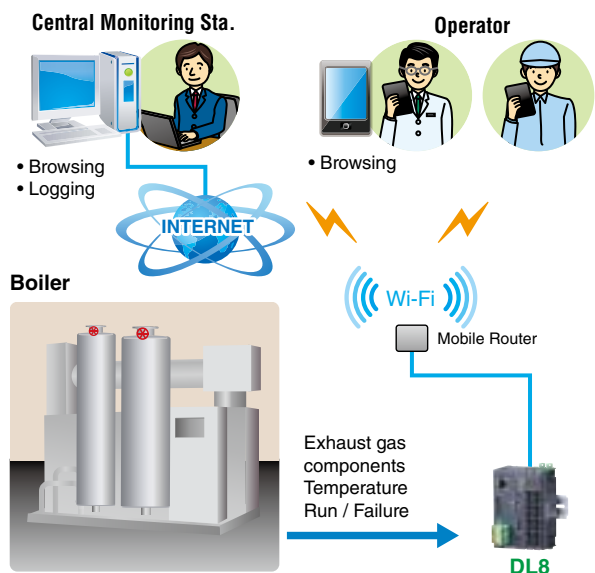 Central Monitoring Sta.
Operator
• Browsing
• Logging
• Browsing
INTERNET
Boiler
Wi-Fi
Mobile Router
Exhaust gas
components
Temperature
Run / Failure
DL8